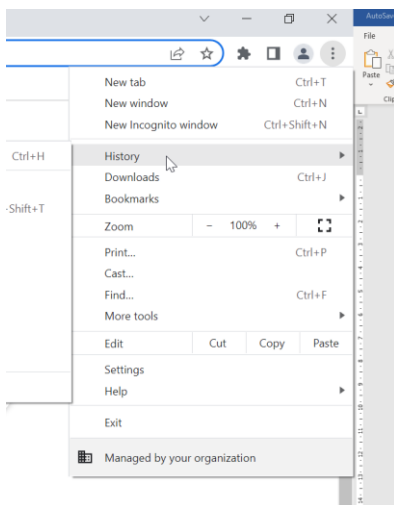 AutoSav
File
Paste
Clip
New tab Ctrl+T
New window Ctrl+N
New Incognito window Ctrl+Shift+N
Ctrl+H
History
Downloads Ctrl+J
Bookmarks
-Shift+T
Zoom - 100% +
Print... Ctrl+P
Cast...
Find... Ctrl+F
More tools
Edit Cut Copy Paste
Settings
Help
Exit
Managed by your organization